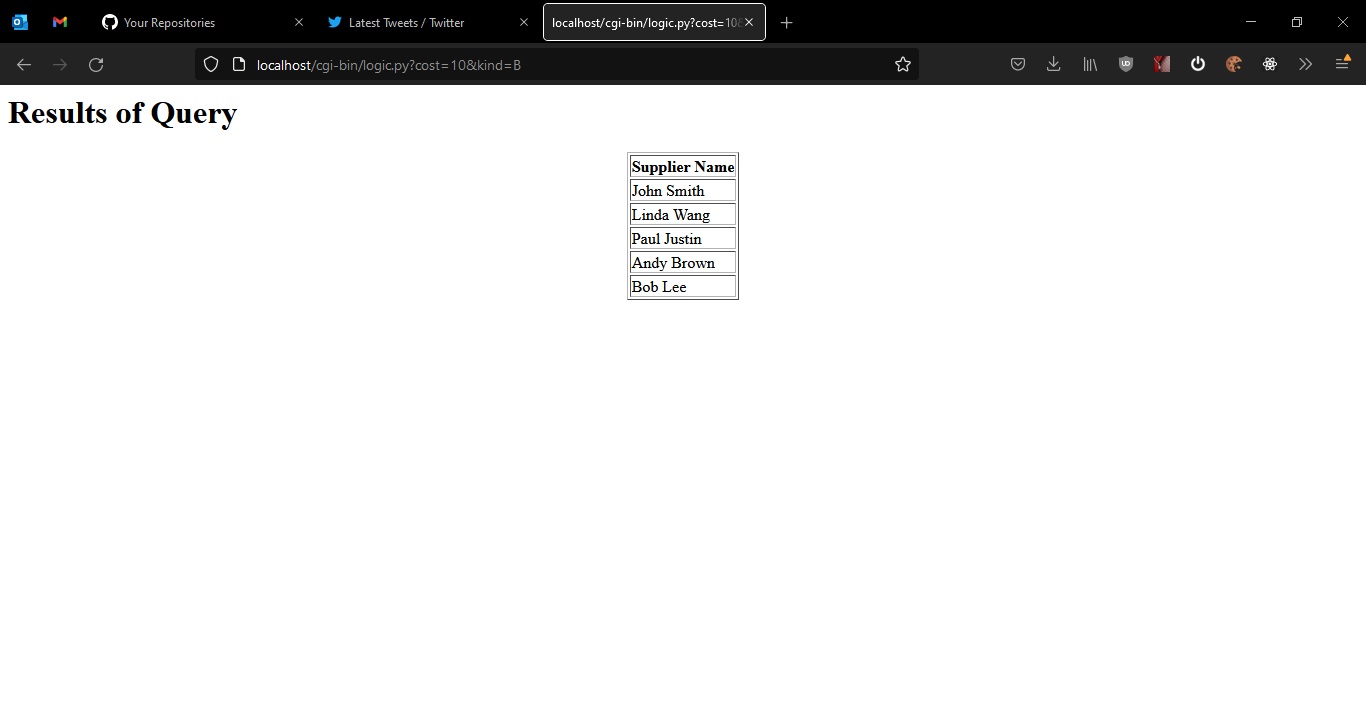 Your Repositories
Latest Tweets / Twitter
localhost/cgi-bin/logic.py?cost=10&
localhost/cgi-bin/logic.py?cost=10&kind=B
Results of Query
Supplier Name
John Smith
Linda Wang
Paul Justin
Andy Brown
Bob Lee